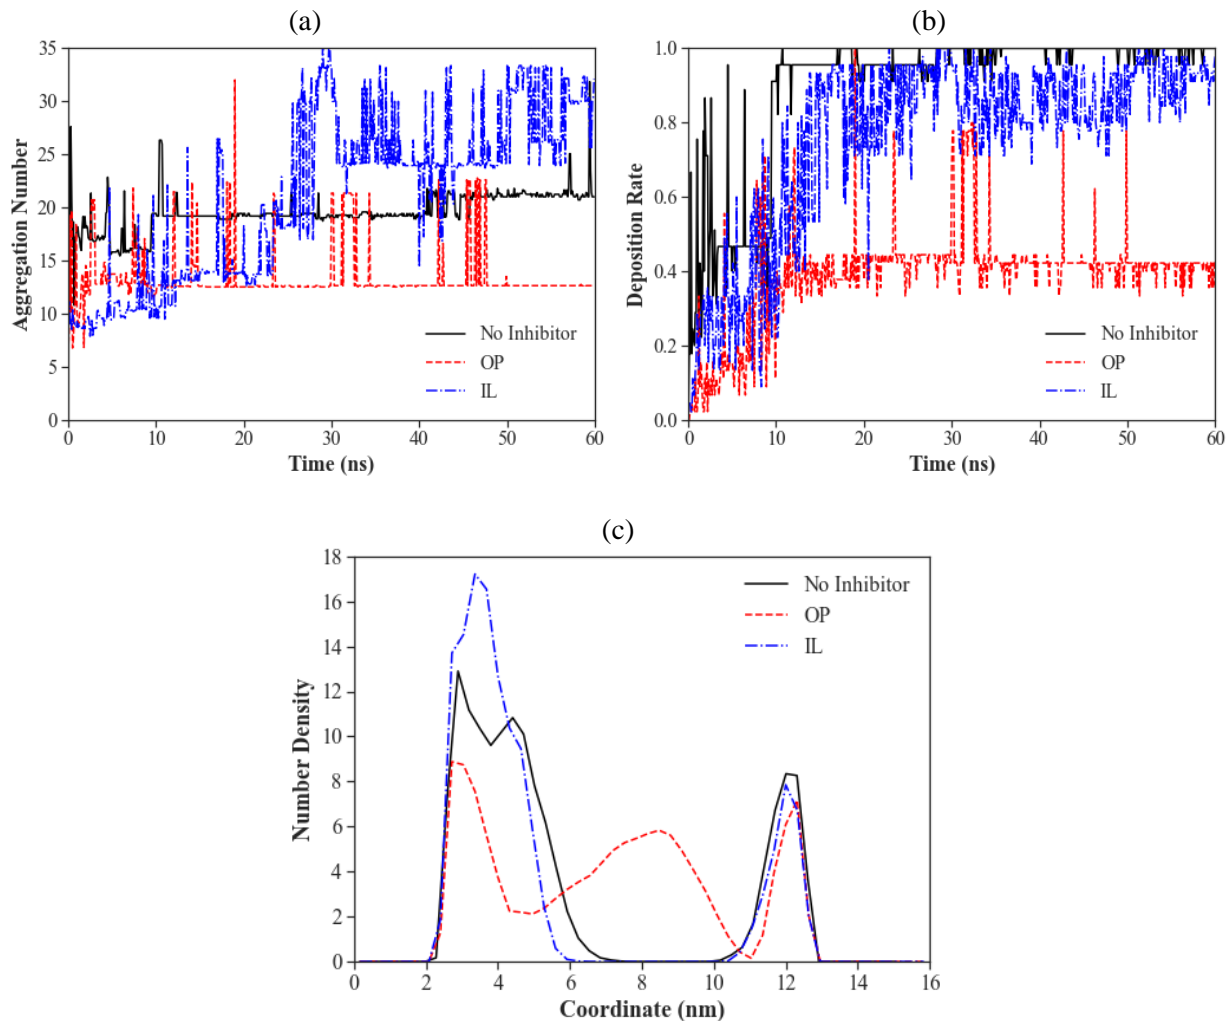 (a)
(b)
35
30
25
20
15
10
5
0
Aggregation Number
0 10 20 30 40 50 60
Time (ns)
No Inhibitor
OP
IL
1.0
0.8
0.6
0.4
0.2
0.0
Deposition Rate
0 10 20 30 40 50 60
Time (ns)
No Inhibitor
OP
IL
(c)
18
16
14
12
10
8
6
4
2
0
Number Density
0 2 4 6 8 10 12 14 16
Coordinate (nm)
No Inhibitor
OP
IL